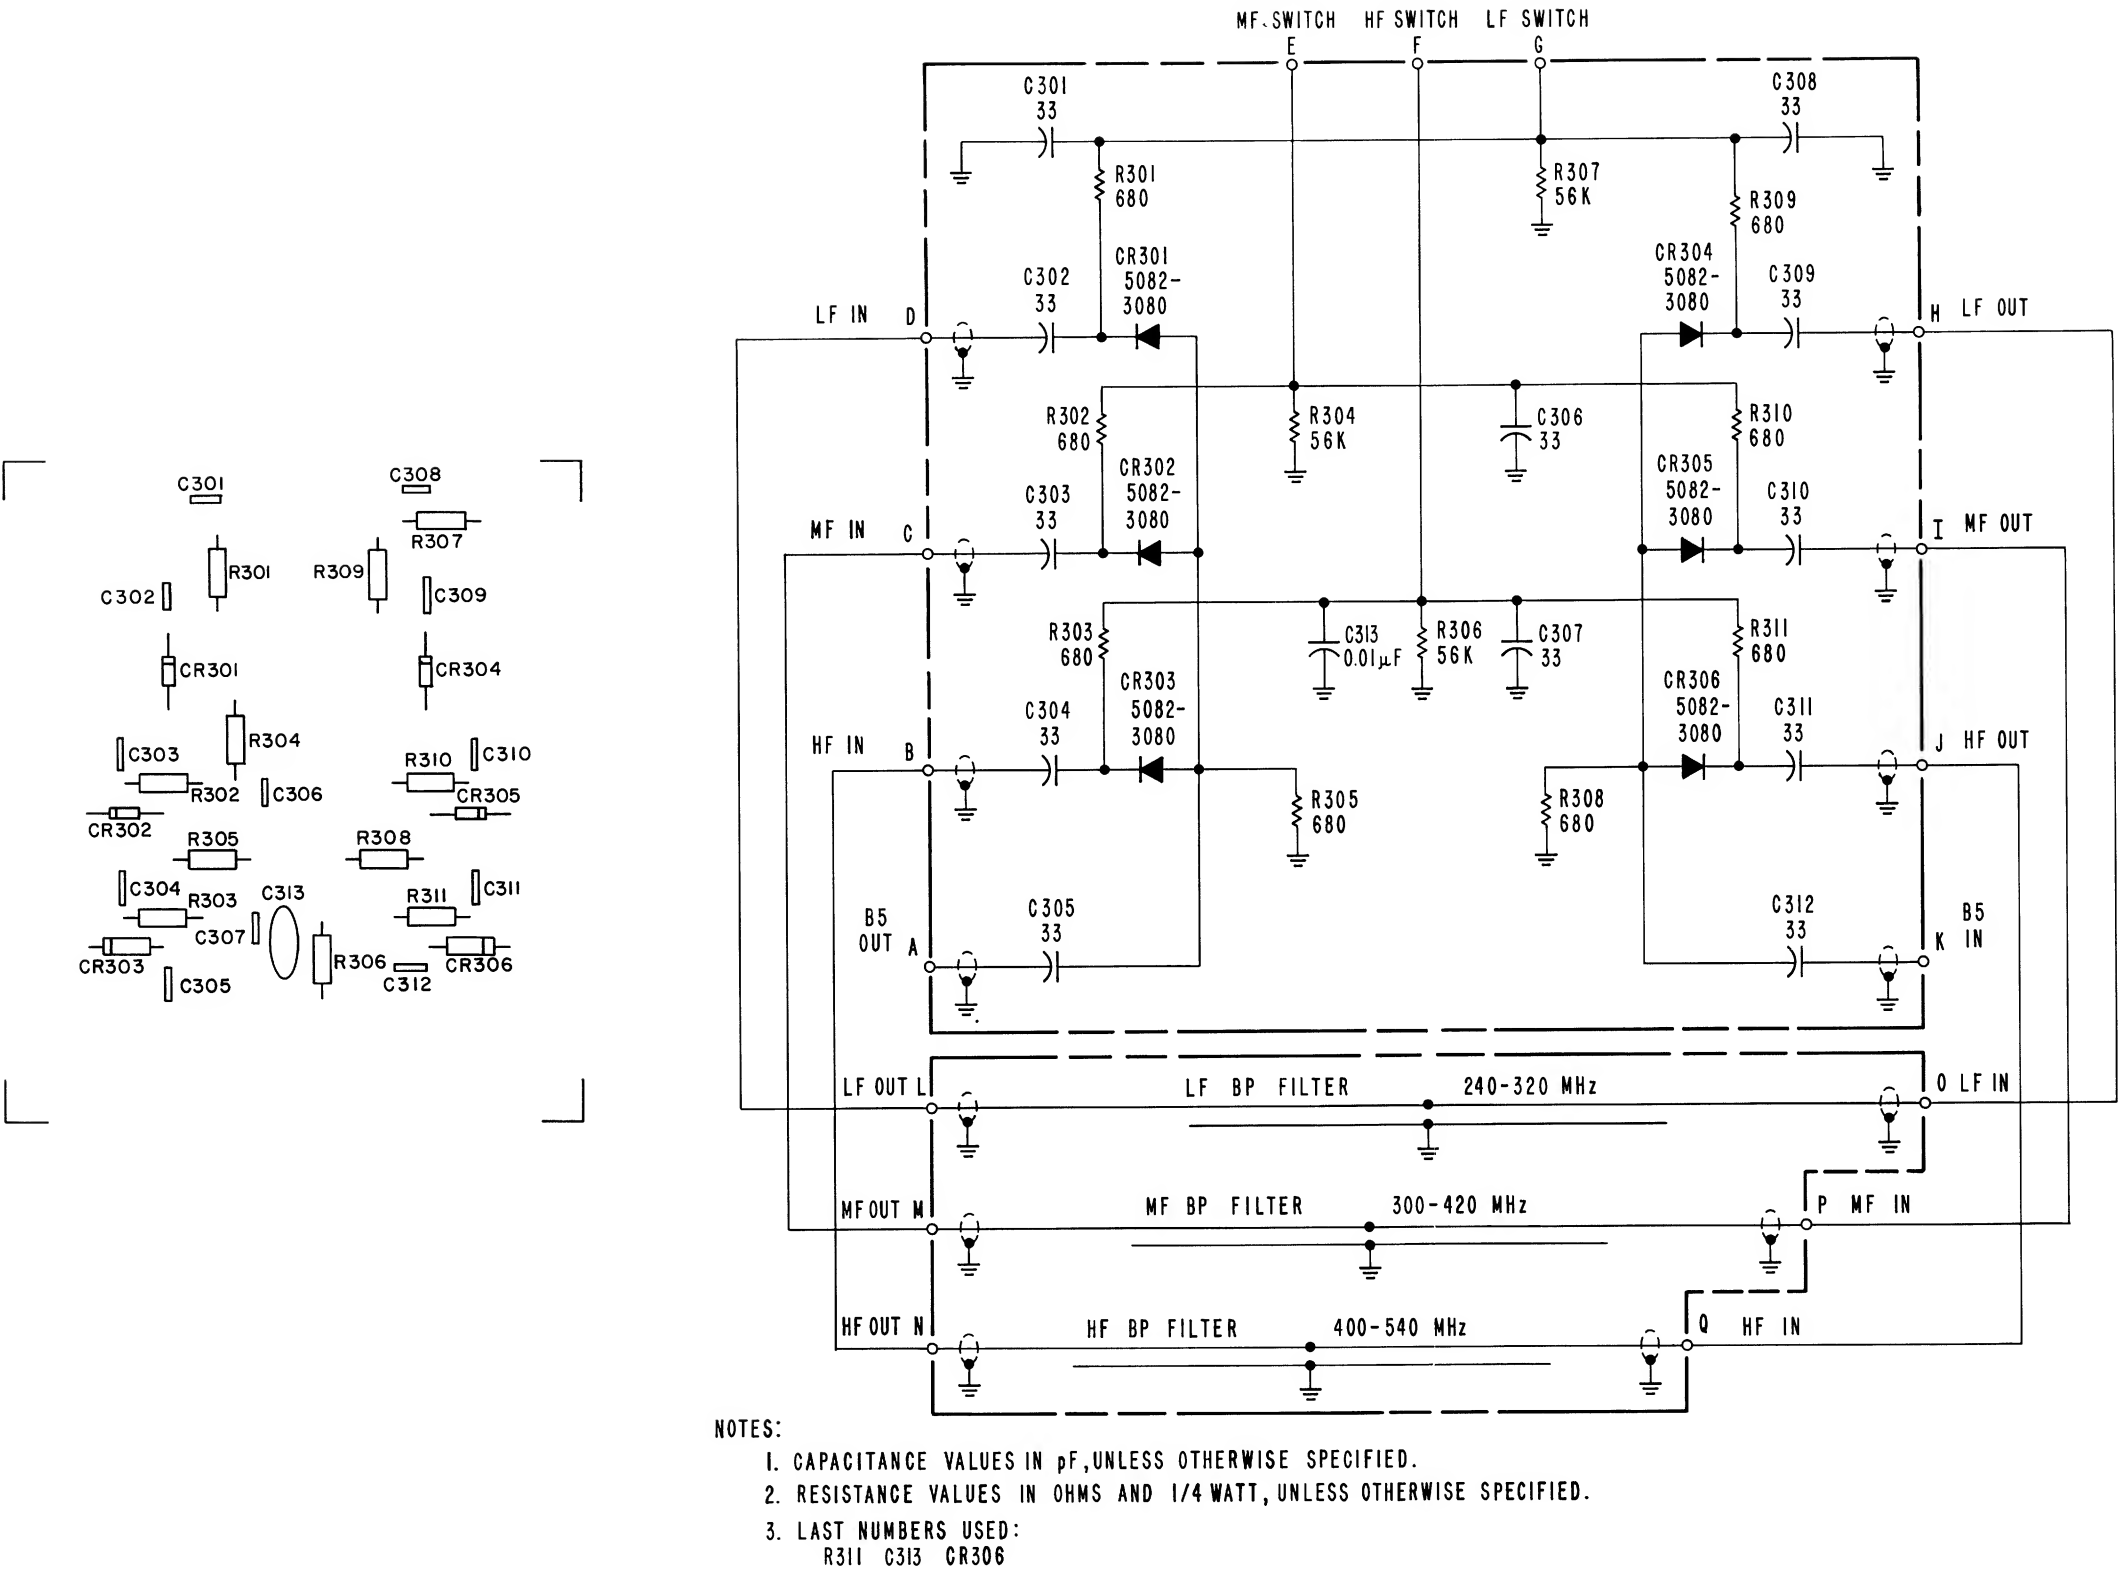 C301
C308
R307
R301
R309
C302
C309
CR301
CR304
R304
C303
R310
C310
R302
C306
CR305
CR302
R305
R308
C304
R303
C313
R311
C311
C307
R306
CR303
CR306
C305
C312
MF SWITCH HF SWITCH LF SWITCH
E F G
C301
33
C308
33
R301
680
R307
56K
R309
680
CR301
5082-
3080
CR304
5082-
3080
C302
33
C309
33
LF IN D
H LF OUT
R302
680
R304
56K
C306
33
R310
680
CR302
5082-
3080
CR305
5082-
3080
C303
33
C310
33
MF IN C
I MF OUT
R303
680
C313
0.01µF
R306
56K
C307
33
R311
680
CR303
5082-
3080
CR306
5082-
3080
C304
33
C311
33
HF IN B
J HF OUT
R305
680
R308
680
B5
OUT A
C305
33
C312
33
B5
K IN
LF OUT L
LF BP FILTER 240-320 MHz
O LF IN
MF OUT M
MF BP FILTER 300-420 MHz
P MF IN
HF OUT N
HF BP FILTER 400-540 MHz
Q HF IN
NOTES:
1. CAPACITANCE VALUES IN pF, UNLESS OTHERWISE SPECIFIED.
2. RESISTANCE VALUES IN OHMS AND 1/4 WATT, UNLESS OTHERWISE SPECIFIED.
3. LAST NUMBERS USED:
R311 C313 CR306